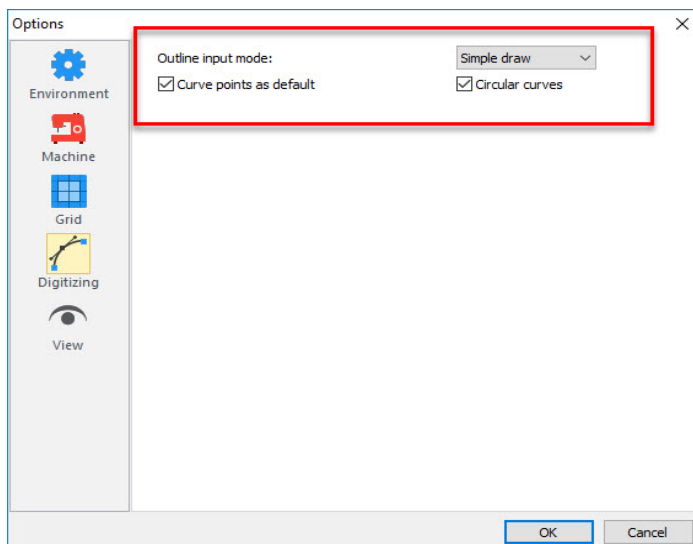 Options
Environment
Machine
Grid
Digitizing
View
Outline input mode:
Simple draw
Curve points as default
Circular curves
OK
Cancel